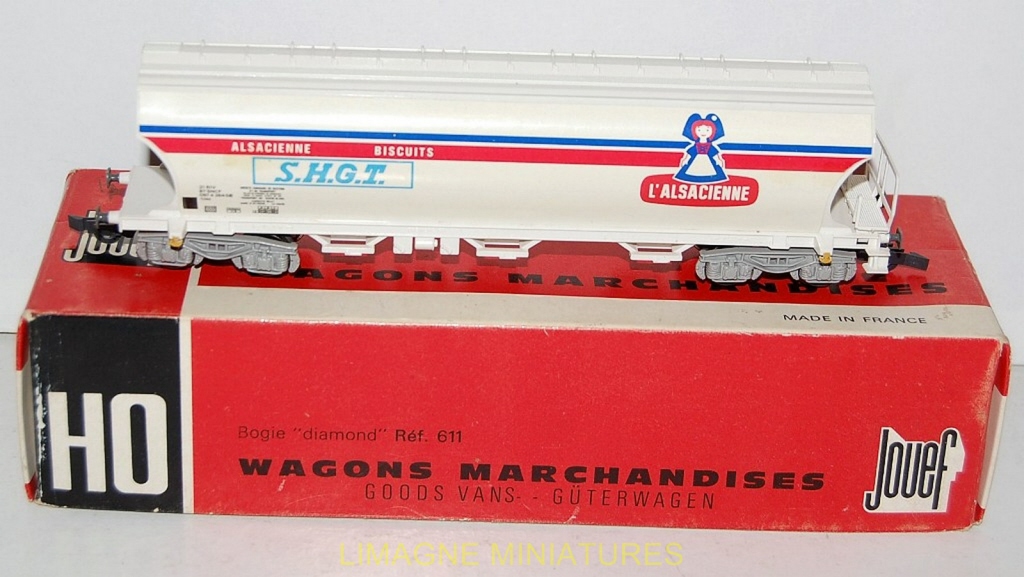 ALSACIENNE BISCUITS
S.H.G.T.
L'ALSACIENNE
Jouef
WAGONS MARCHANDISES
MADE IN FRANCE
HO
Bogie "diamond" Réf. 611
WAGONS MARCHANDISES
GOODS VANS - - GÜTERWAGEN
Jouef
LIMAGNE MINIATURES